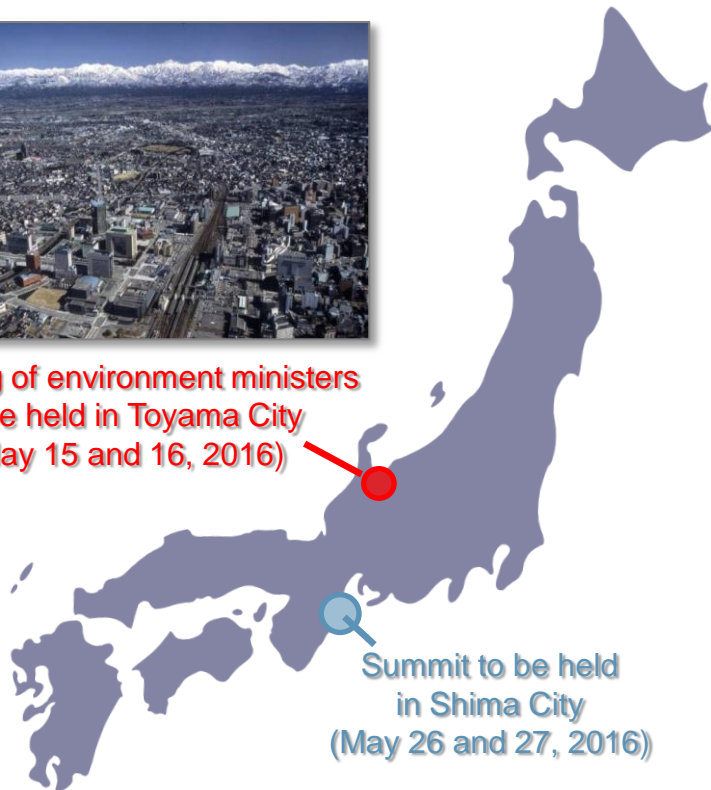 of environment ministers
held in Toyama City
15 and 16, 2016)
Summit to be held
in Shima City
(May 26 and 27, 2016)